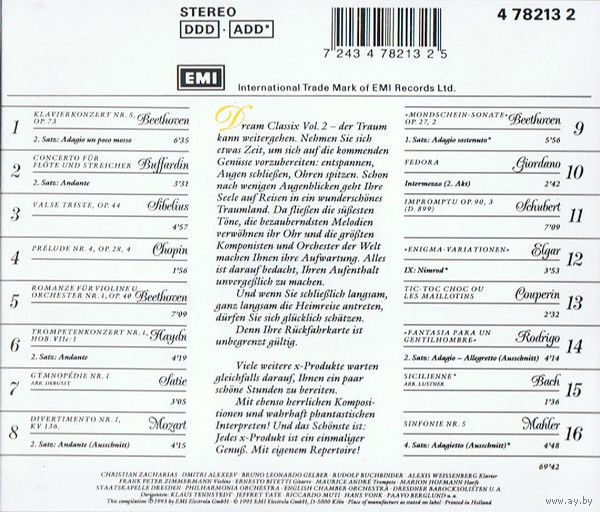 STEREO
DDD · ADD*
4 78213 2
7 243 4 78213 2 5
EMI
International Trade Mark of EMI Records Ltd.
1
KLAVIERKONZERT NR. 5,
OP. 73
Beethoven
2. Satz: Adagio un poco mosso
6'35
2
CONCERTO FÜR
FLÖTE UND STREICHER
Buffardin
2. Satz: Andante
3'31
3
VALSE TRISTE, OP. 44
Sibelius
4'57
4
PRÉLUDE NR. 4, OP. 28, 4
Chopin
1'56
5
ROMANZE FÜR VIOLINE U.
ORCHESTER NR. 1, OP. 40
Beethoven
7'09
6
TROMPETENKONZERT NR. 1,
HOB. VIIe: 1
Haydn
2. Satz: Andante
4'19
7
GYMNOPÉDIE NR. 1
ARR. DEBUSSY
Satie
3'05
8
DIVERTIMENTO NR. 1,
KV 136
Mozart
2. Satz: Andante (Ausschnitt)
4'15
Dream Classix Vol. 2 – der Traum
kann weitergehen. Nehmen Sie sich
etwas Zeit, um sich auf die kommenden
Genüsse vorzubereiten: entspannen,
Augen schließen, Ohren spitzen. Schon
nach wenigen Augenblicken geht Ihre
Seele auf Reisen in ein wunderschönes
Traumland. Da fließen die süßesten
Töne, die bezauberndsten Melodien
verwöhnen ihr Ohr und die größten
Komponisten und Orchester der Welt
machen Ihnen ihre Aufwartung. Alles
ist darauf bedacht, Ihren Aufenthalt
unvergeßlich zu machen.
Und wenn Sie schließlich langsam,
ganz langsam die Heimreise antreten,
dürfen Sie sich glücklich schätzen.
Denn Ihre Rückfahrkarte ist
unbegrenzt gültig.
Viele weitere x-Produkte warten
gleichfalls darauf, Ihnen ein paar
schöne Stunden zu bereiten.
Mit ebenso herrlichen Komposi-
tionen und wahrhaft phantastischen
Interpreten! Und das Schönste ist:
Jedes x-Produkt ist ein einmaliger
Genuß. Mit eigenem Repertoire!
»MONDSCHEIN-SONATE«
OP. 27, 2
Beethoven
9
1. Satz: Adagio sostenuto*
5'56
FEDORA
Giordano
10
Intermezzo (2. Akt)
2'42
IMPROMPTU OP. 90, 3
(D. 899)
Schubert
11
7'09
»ENIGMA-VARIATIONEN«
Elgar
12
IX: Nimrod*
3'53
TIC-TOC CHOC OU
LES MAILLOTINS
Couperin
13
2'32
»FANTASIA PARA UN
GENTILHOMBRE«
Rodrigo
14
2. Satz: Adagio – Allegretto (Ausschnitt)
4'14
SICILIENNE*
ARR. LUSTNER
Bach
15
1'36
SINFONIE NR. 5
Mahler
16
4. Satz: Adagietto (Ausschnitt)*
4'48
69'42
CHRISTIAN ZACHARIAS · DMITRI ALEXEEV · BRUNO LEONARDO GELBER · RUDOLF BUCHBINDER · ALEXIS WEISSENBERG Klavier
FRANK PETER ZIMMERMANN Violine · ERNESTO BITETTI Gitarre · MAURICE ANDRÉ Trompete · MARION HOFMANN Harfe
STAATSKAPELLE DRESDEN · PHILHARMONIA ORCHESTRA · ENGLISH CHAMBER ORCHESTRA · DRESDNER BAROCKSOLISTEN U. A.
Dirigenten: KLAUS TENNSTEDT · JEFFREY TATE · RICCARDO MUTI · HANS VONK · PAAVO BERGLUND u. a.
This compilation ℗ 1993 by EMI Electrola GmbH · © 1993 EMI Electrola GmbH, D-5000 Köln · Printed in Holland · Made in Holland
www.ay.by